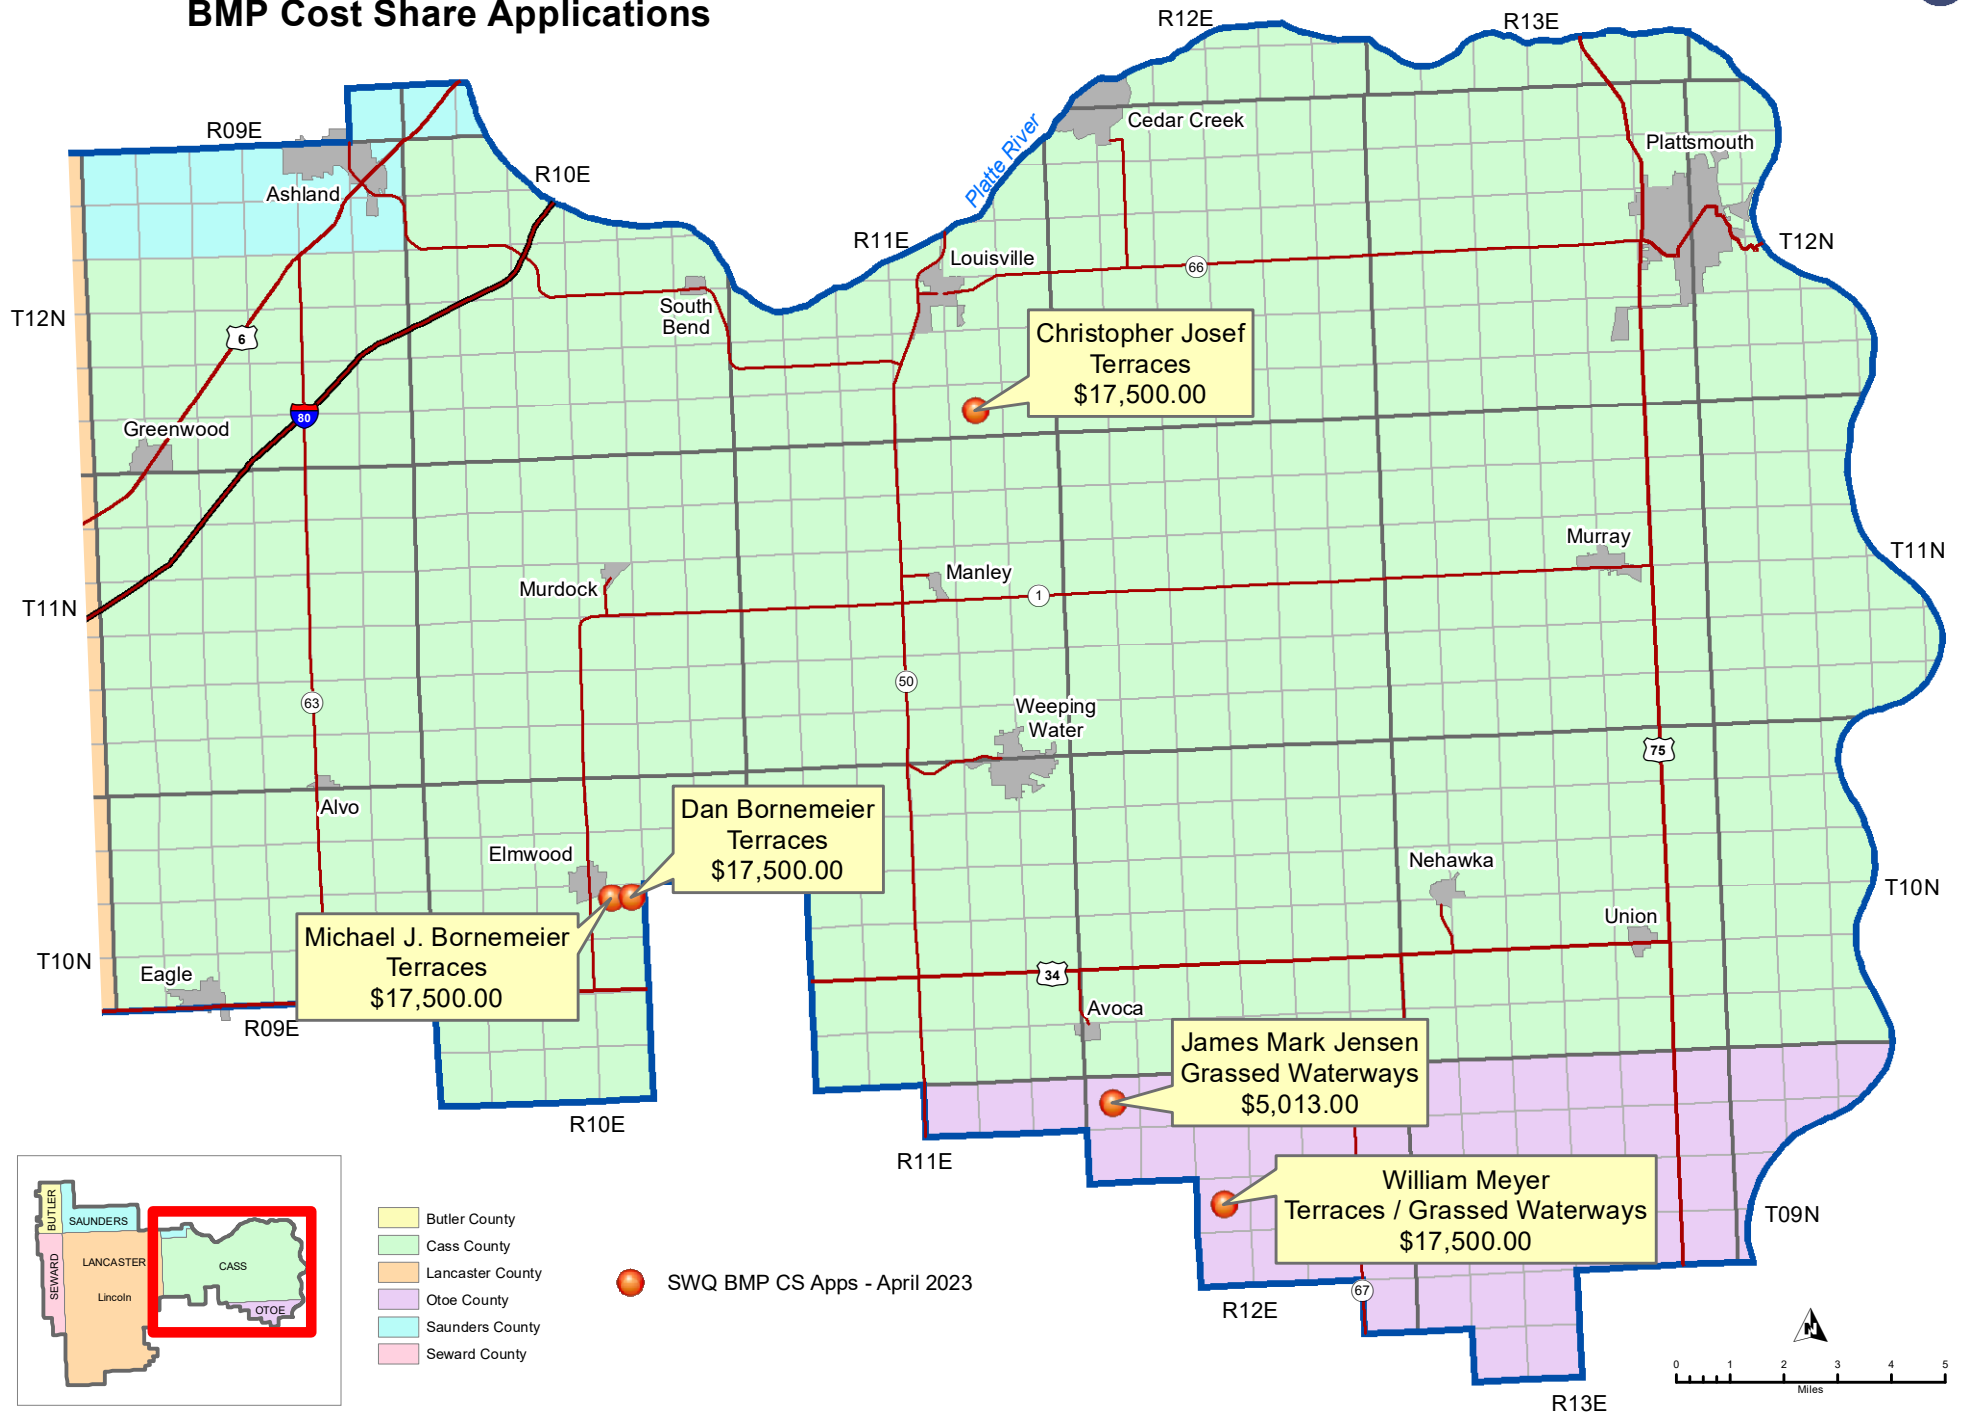 BMP Cost Share Applications
R12E
R13E
R09E
Cedar Creek
Plattsmouth
Platte River
R10E
Ashland
R11E
T12N
Louisville
66
T12N
South
Bend
6
Christopher Josef
Terraces
$17,500.00
80
Greenwood
Murray
T11N
Manley
Murdock
1
T11N
50
63
Weeping
Water
75
Alvo
Dan Bornemeier
Terraces
$17,500.00
Elmwood
Nehawka
T10N
Union
Michael J. Bornemeier
Terraces
$17,500.00
T10N
Eagle
34
R09E
Avoca
James Mark Jensen
Grassed Waterways
$5,013.00
R10E
R11E
William Meyer
Terraces / Grassed Waterways
$17,500.00
T09N
67
R12E
R13E
BUTLER
SAUNDERS
SEWARD
LANCASTER
Lincoln
CASS
OTOE
Butler County
Cass County
Lancaster County
Otoe County
Saunders County
Seward County
SWQ BMP CS Apps - April 2023
N
0 1 2 3 4 5
Miles